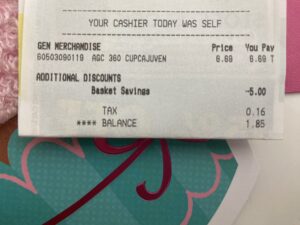 YOUR CASHIER TODAY WAS SELF
GEN MERCHANDISE Price You Pay
60503090119 AGC 360 CUPCAJUVEN 6.69 6.69 T
ADDITIONAL DISCOUNTS
Basket Savings -5.00
TAX 0.16
**** BALANCE 1.85